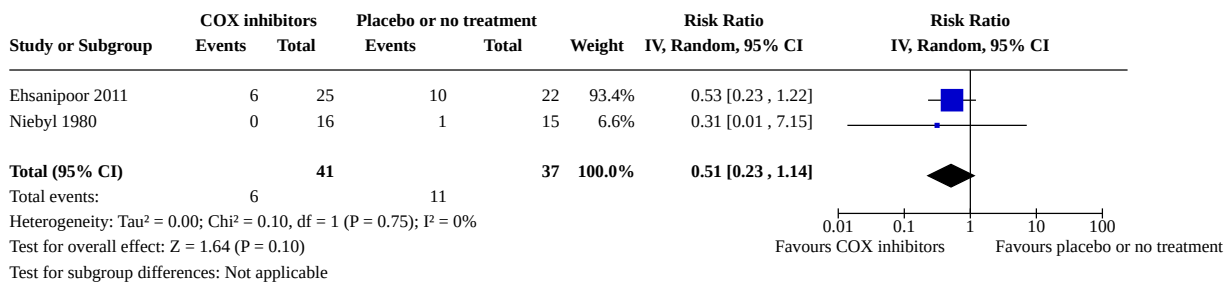 COX inhibitors Placebo or no treatment Risk Ratio Risk Ratio
Study or Subgroup Events Total Events Total Weight IV, Random, 95% CI IV, Random, 95% CI
Ehsanipoor 2011 6 25 10 22 93.4% 0.53 [0.23 , 1.22]
Niebyl 1980 0 16 1 15 6.6% 0.31 [0.01 , 7.15]
Total (95% CI) 41 37 100.0% 0.51 [0.23 , 1.14]
Total events: 6 11
Heterogeneity: Tau² = 0.00; Chi² = 0.10, df = 1 (P = 0.75); I² = 0%
0.01 0.1 1 10 100
Test for overall effect: Z = 1.64 (P = 0.10) Favours COX inhibitors Favours placebo or no treatment
Test for subgroup differences: Not applicable